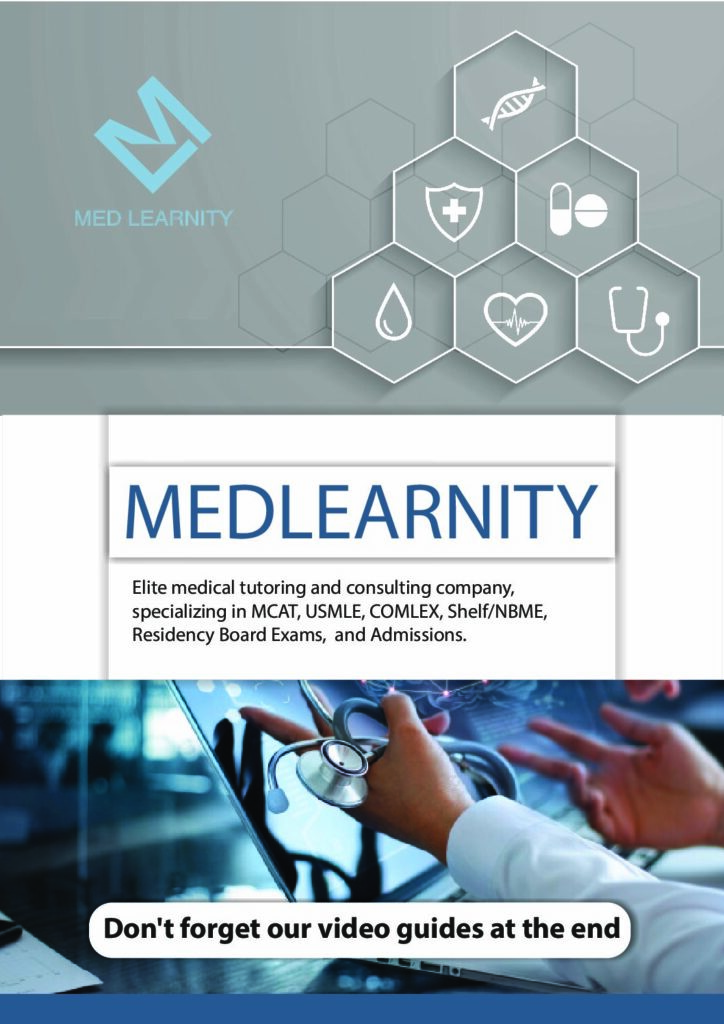 MED LEARNITY
MEDLEARNITY
Elite medical tutoring and consulting company,
specializing in MCAT, USMLE, COMLEX, Shelf/NBME,
Residency Board Exams,  and Admissions.
Don't forget our video guides at the end